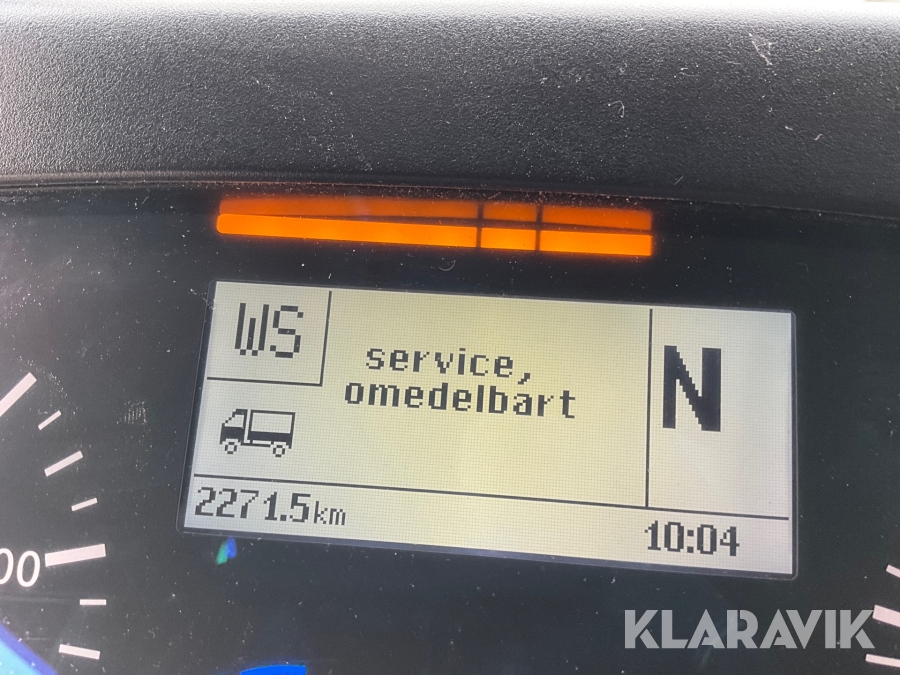 WS
service,
omedelbart
N
2271.5km
10:04
00
KLARAVIK